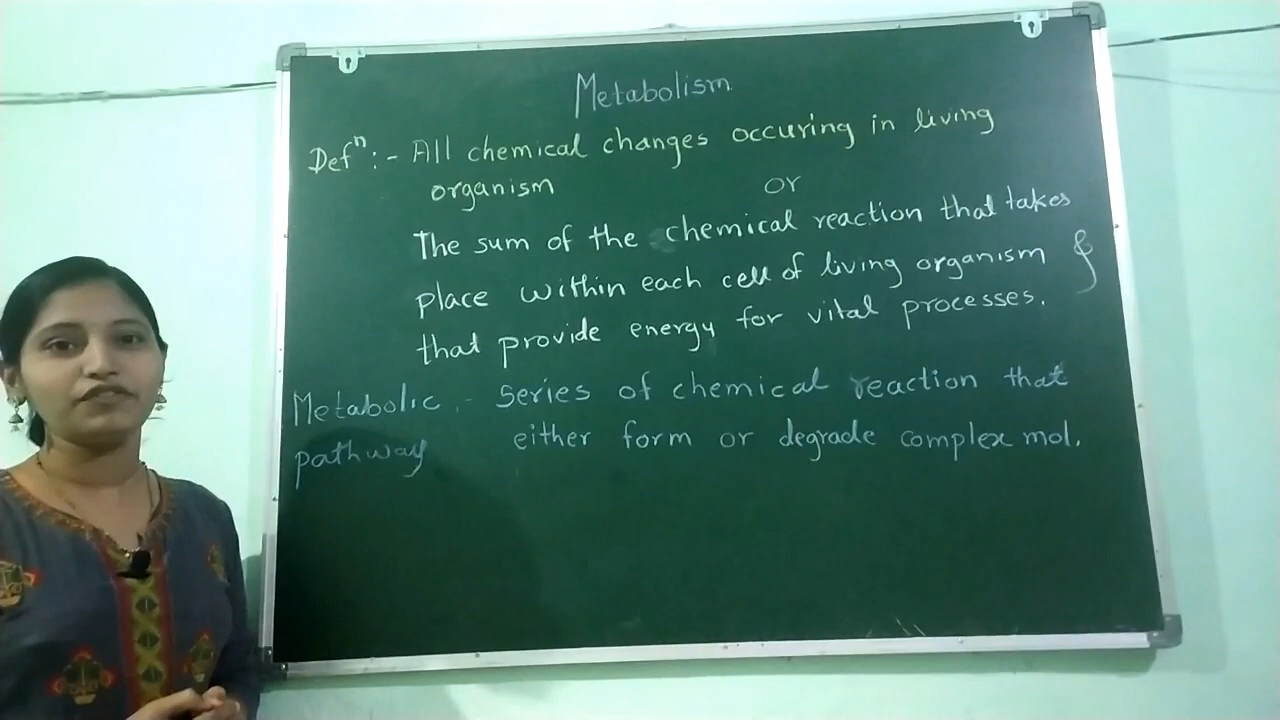 Metabolism
Defⁿ:- All chemical changes occuring in living
organism or
The sum of the chemical reaction that takes
place within each cell of living organism &
that provide energy for vital processes.
Metabolic :- series of chemical reaction that
pathway either form or degrade complex mol.